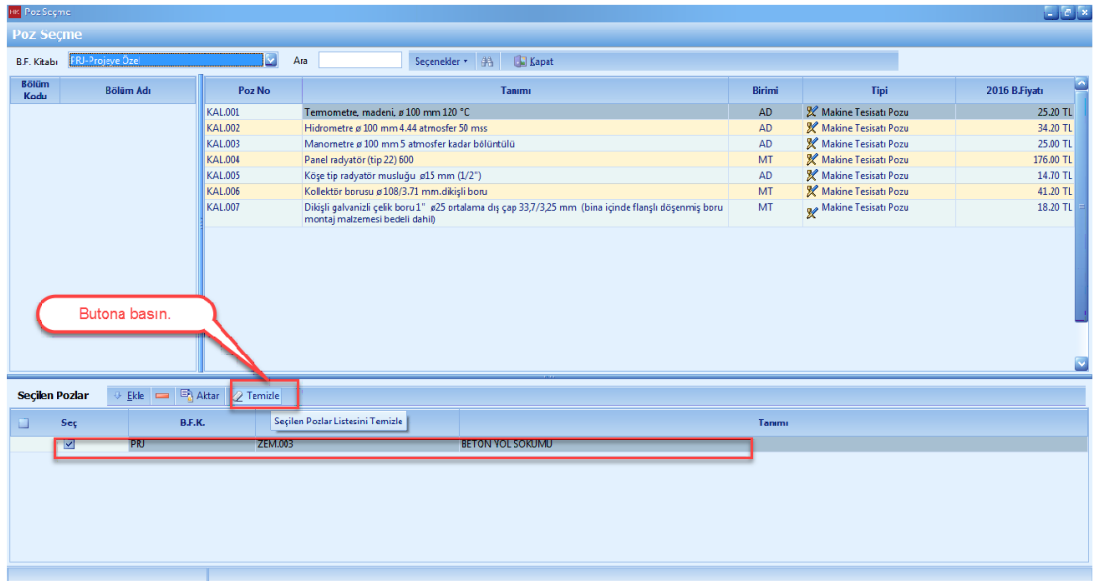 Poz Seçme
Poz Seçme
B.F. Kitabı PRJ-Projeye Özel Ara Seçenekler Kapat
Bölüm Kodu Bölüm Adı Poz No Tanımı Birimi Tipi 2016 B.Fiyatı
KAL.001 Termometre, madeni, ø 100 mm 120 °C AD Makine Tesisatı Pozu 25.20 TL
KAL.002 Hidrometre ø 100 mm 4.44 atmosfer 50 mss AD Makine Tesisatı Pozu 34.20 TL
KAL.003 Manometre ø 100 mm 5 atmosfer kadar bölüntülü AD Makine Tesisatı Pozu 25.00 TL
KAL.004 Panel radyatör (tip 22) 600 MT Makine Tesisatı Pozu 176.00 TL
KAL.005 Köşe tip radyatör musluğu ø15 mm (1/2") AD Makine Tesisatı Pozu 14.70 TL
KAL.006 Kollektör borusu ø 108/3.71 mm.dikişli boru MT Makine Tesisatı Pozu 41.20 TL
KAL.007 Dikişli galvanizli çelik boru 1" ø25 ortalama dış çap 33,7/3,25 mm (bina içinde flanşlı döşenmiş boru MT Makine Tesisatı Pozu 18.20 TL
montaj malzemesi bedeli dahil)
Butona basın.
Seçilen Pozlar Ekle Aktar Temizle
Seç B.F.K. Seçilen Pozlar Listesini Temizle Tanımı
PRJ ZEM.003 BETON YOL SÖKÜMÜ